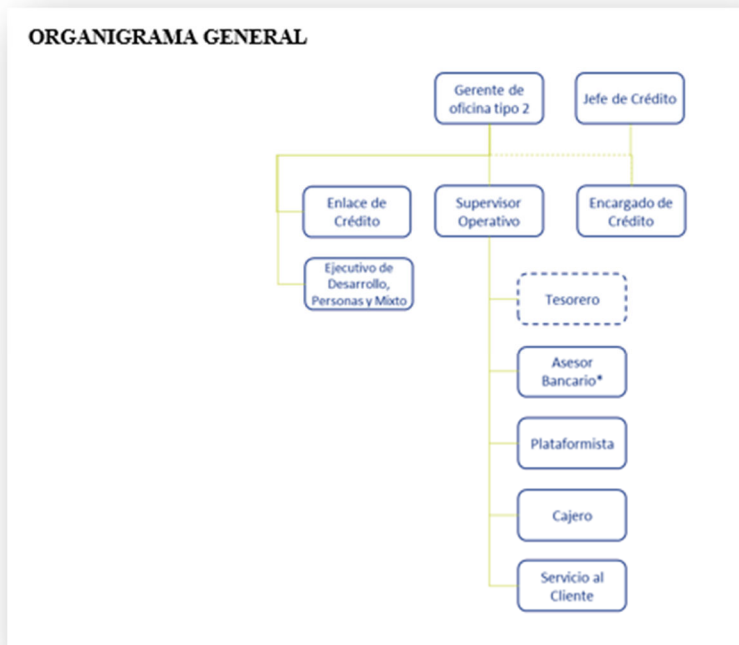 ORGANIGRAMA GENERAL
Gerente de
oficina tipo 2
Jefe de Crédito
Enlace de
Crédito
Supervisor
Operativo
Encargado de
Crédito
Ejecutivo de
Desarrollo,
Personas y Mixto
Tesorero
Asesor
Bancario*
Plataformista
Cajero
Servicio al
Cliente